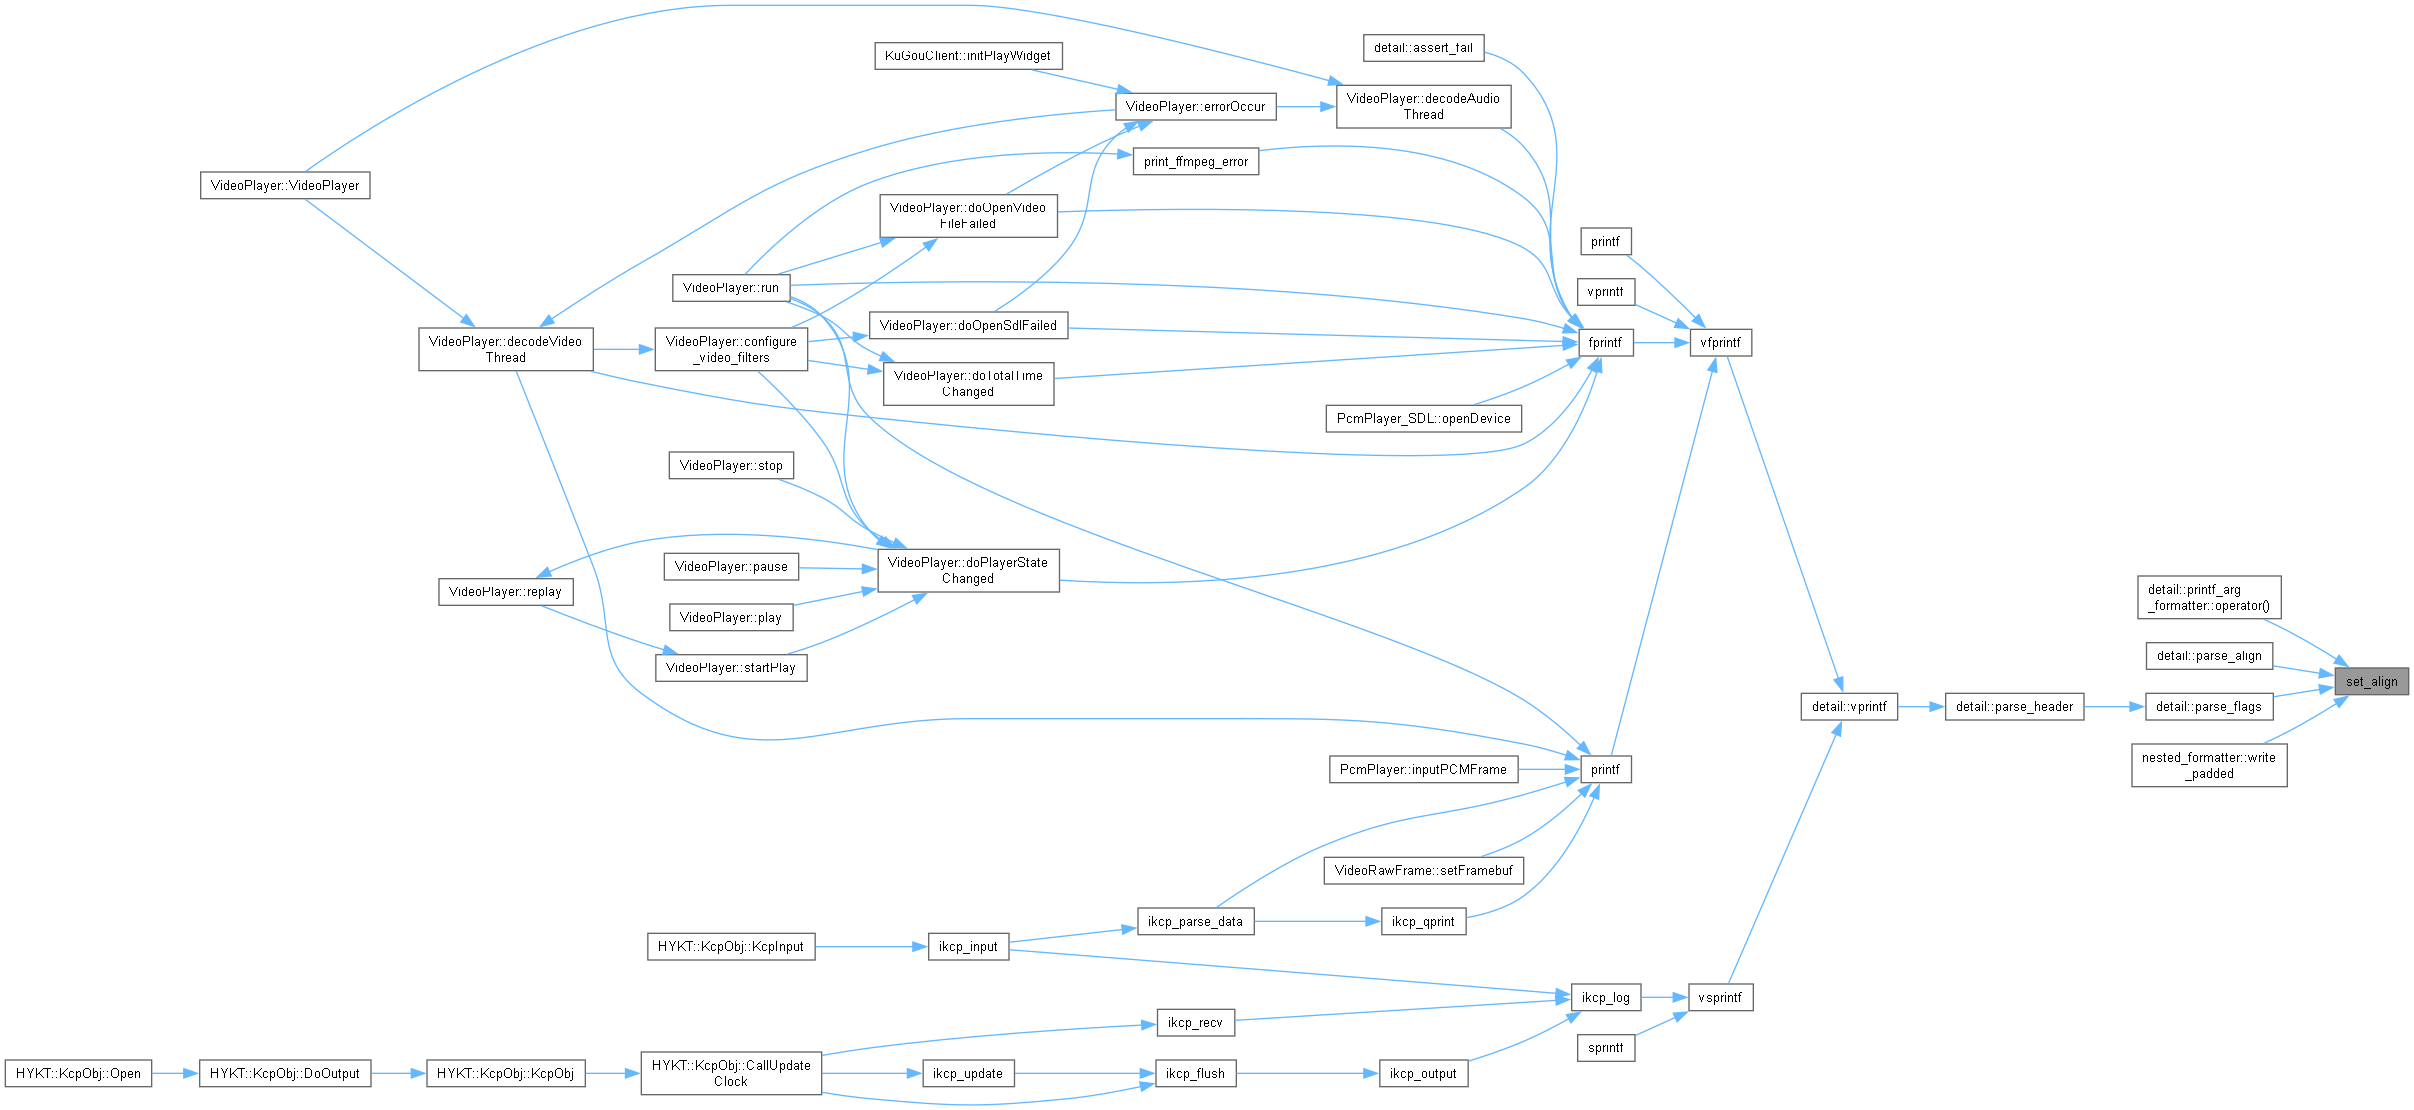 detail::assert_fail
KuGouClient::initPlayWidget
VideoPlayer::errorOccur
VideoPlayer::decodeAudio
Thread
print_ffmpeg_error
VideoPlayer::VideoPlayer
VideoPlayer::doOpenVideo
FileFailed
printf
VideoPlayer::run
vprintf
VideoPlayer::doOpenSdlFailed
VideoPlayer::decodeVideo
Thread
VideoPlayer::configure
_video_filters
fprintf
vfprintf
VideoPlayer::doTotalTime
Changed
PcmPlayer_SDL::openDevice
VideoPlayer::stop
VideoPlayer::pause
VideoPlayer::doPlayerState
Changed
VideoPlayer::replay
VideoPlayer::play
VideoPlayer::startPlay
detail::printf_arg
_formatter::operator()
detail::parse_align
set_align
detail::vprintf
detail::parse_header
detail::parse_flags
nested_formatter::write
_padded
PcmPlayer::inputPCMFrame
printf
VideoRawFrame::setFramebuf
ikcp_parse_data
ikcp_qprint
HYKT::KcpObj::KcpInput
ikcp_input
ikcp_log
vsprintf
ikcp_recv
sprintf
HYKT::KcpObj::Open
HYKT::KcpObj::DoOutput
HYKT::KcpObj::KcpObj
HYKT::KcpObj::CallUpdate
Clock
ikcp_update
ikcp_flush
ikcp_output